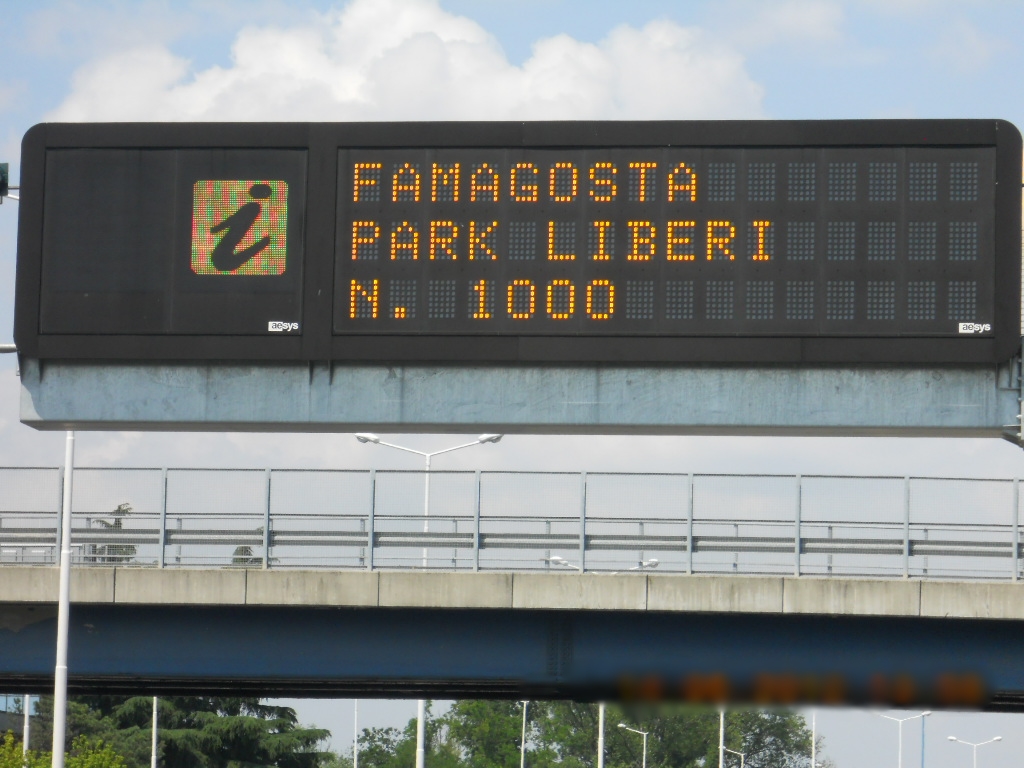 FAMAGOSTA
PARK LIBERI
N. 1000
i
aesys
aesys